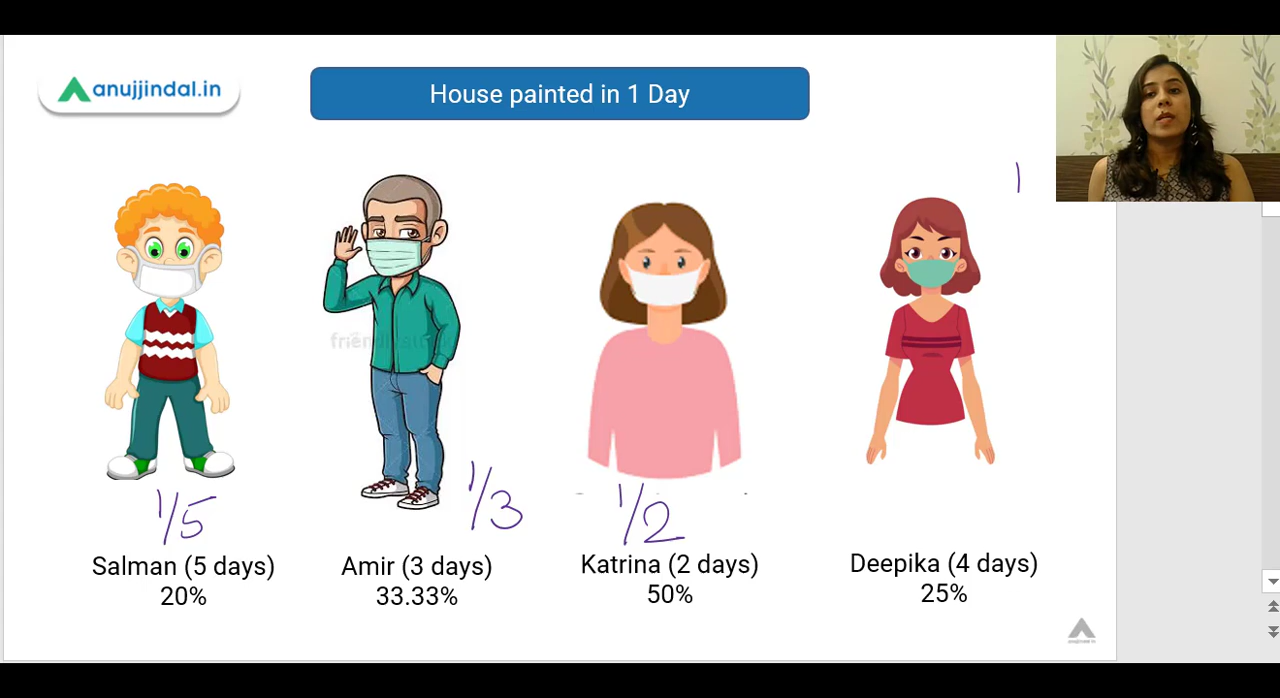 anujjindal.in
House painted in 1 Day
1
1/5
1/3
1/2
Salman (5 days)
20%
Amir (3 days)
33.33%
Katrina (2 days)
50%
Deepika (4 days)
25%